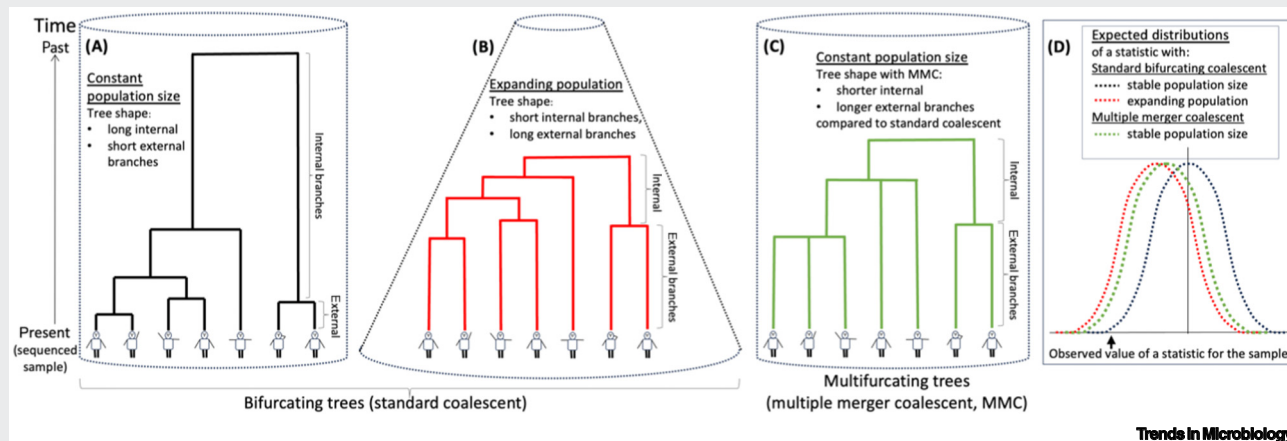 Time
Past
Present
(sequenced
sample)
(A)
Constant
population size
Tree shape:
• long internal
• short external
branches
Internal branches
External
(B)
Expanding population
Tree shape:
• short internal branches,
• long external branches
Internal
External branches
Bifurcating trees (standard coalescent)
(C)
Constant population size
Tree shape with MMC:
• shorter internal
• longer external branches
compared to standard coalescent
Internal
External branches
Multifurcating trees
(multiple merger coalescent, MMC)
(D)
Expected distributions
of a statistic with:
Standard bifurcating coalescent
stable population size
expanding population
Multiple merger coalescent
stable population size
Observed value of a statistic for the sample
Trends in Microbiology